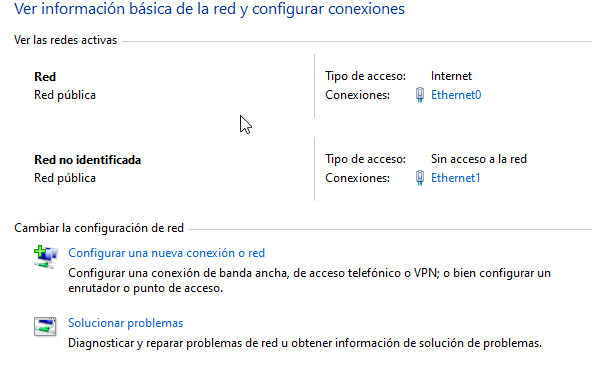 Ver información básica de la red y configurar conexiones
Ver las redes activas
Red
Red pública
Tipo de acceso: Internet
Conexiones: Ethernet0
Red no identificada
Red pública
Tipo de acceso: Sin acceso a la red
Conexiones: Ethernet1
Cambiar la configuración de red
Configurar una nueva conexión o red
Configurar una conexión de banda ancha, de acceso telefónico o VPN; o bien configurar un
enrutador o punto de acceso.
Solucionar problemas
Diagnosticar y reparar problemas de red u obtener información de solución de problemas.